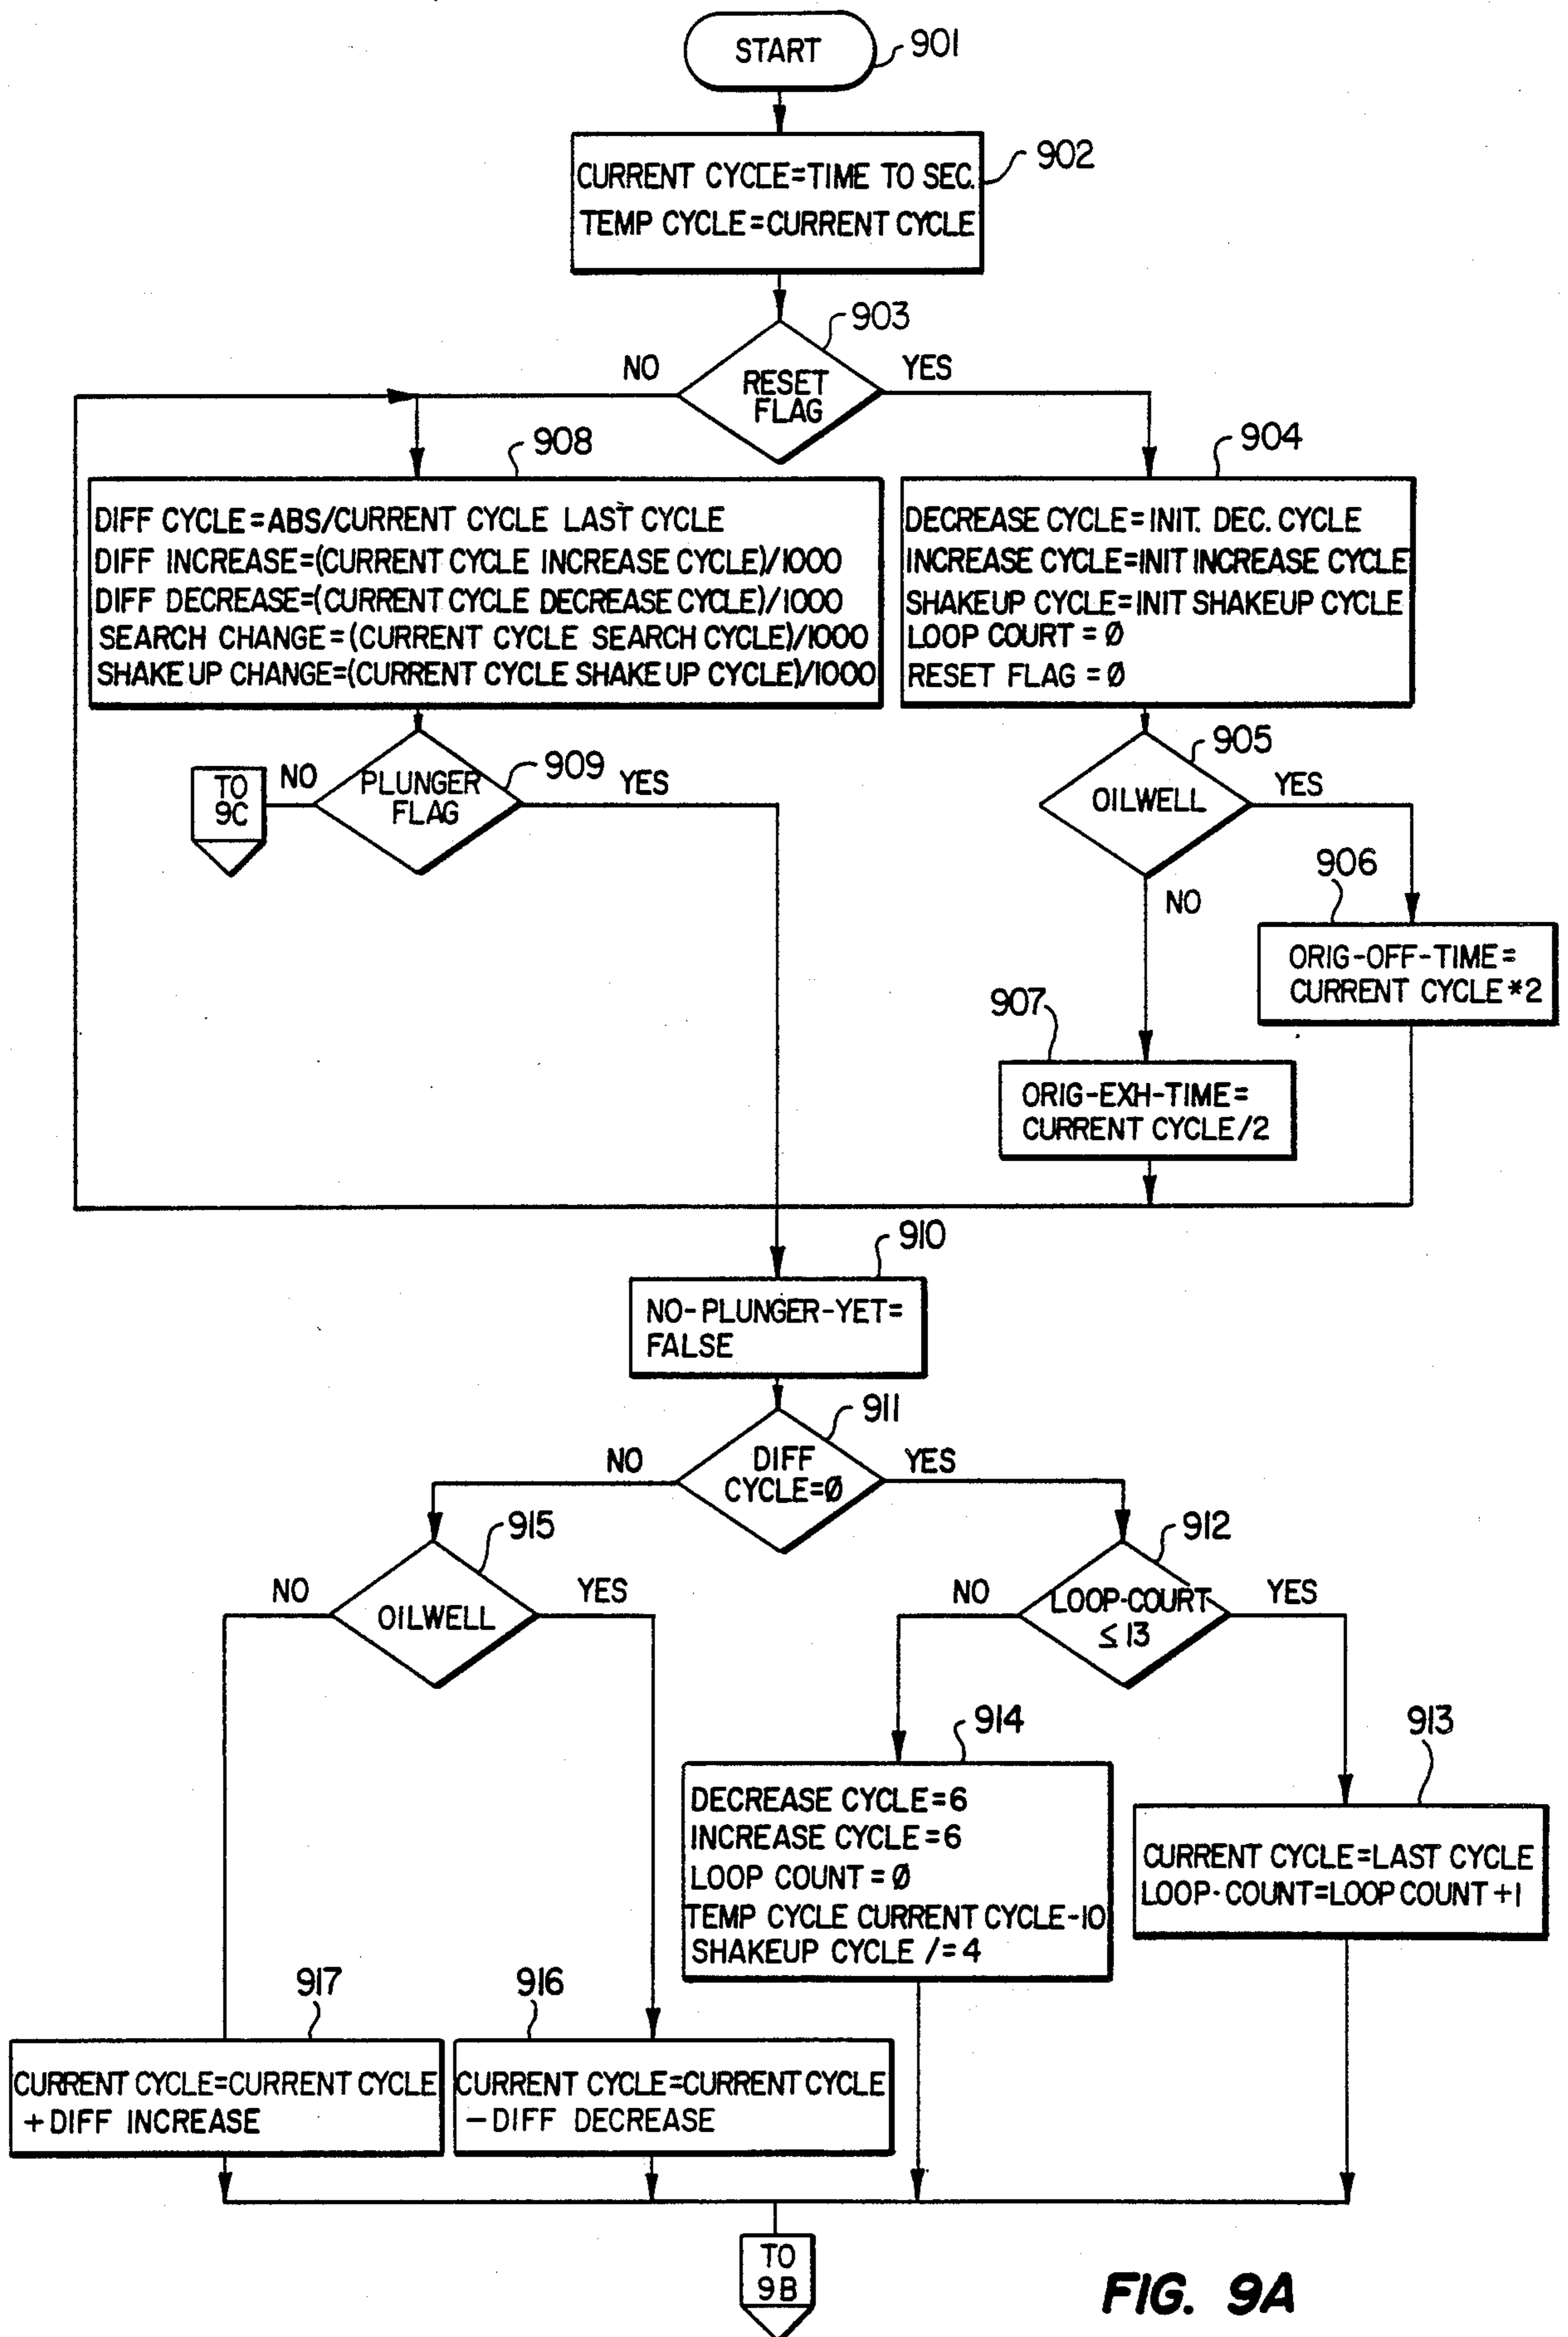 START
901
CURRENT CYCLE=TIME TO SEC.
TEMP CYCLE=CURRENT CYCLE
902
903
NO
RESET
FLAG
YES
908
DIFF CYCLE=ABS/CURRENT CYCLE LAST CYCLE
DIFF INCREASE=(CURRENT CYCLE INCREASE CYCLE)/1000
DIFF DECREASE=(CURRENT CYCLE DECREASE CYCLE)/1000
SEARCH CHANGE=(CURRENT CYCLE SEARCH CYCLE)/1000
SHAKE UP CHANGE=(CURRENT CYCLE SHAKE UP CYCLE)/1000
904
DECREASE CYCLE=INIT. DEC. CYCLE
INCREASE CYCLE=INIT INCREASE CYCLE
SHAKEUP CYCLE=INIT SHAKEUP CYCLE
LOOP COURT = Ø
RESET FLAG = Ø
TO
9C
NO
PLUNGER
FLAG
909
YES
905
OILWELL
YES
NO
906
ORIG-OFF-TIME=
CURRENT CYCLE*2
907
ORIG-EXH-TIME=
CURRENT CYCLE/2
910
NO-PLUNGER-YET=
FALSE
911
NO
DIFF
CYCLE=Ø
YES
915
NO
OILWELL
YES
912
NO
LOOP-COURT
≤ 13
YES
914
DECREASE CYCLE=6
INCREASE CYCLE=6
LOOP COUNT = Ø
TEMP CYCLE CURRENT CYCLE-10
SHAKEUP CYCLE /=4
913
CURRENT CYCLE=LAST CYCLE
LOOP-COUNT=LOOP COUNT +1
917
CURRENT CYCLE=CURRENT CYCLE
+DIFF INCREASE
916
CURRENT CYCLE=CURRENT CYCLE
-DIFF DECREASE
TO
9B
FIG. 9A